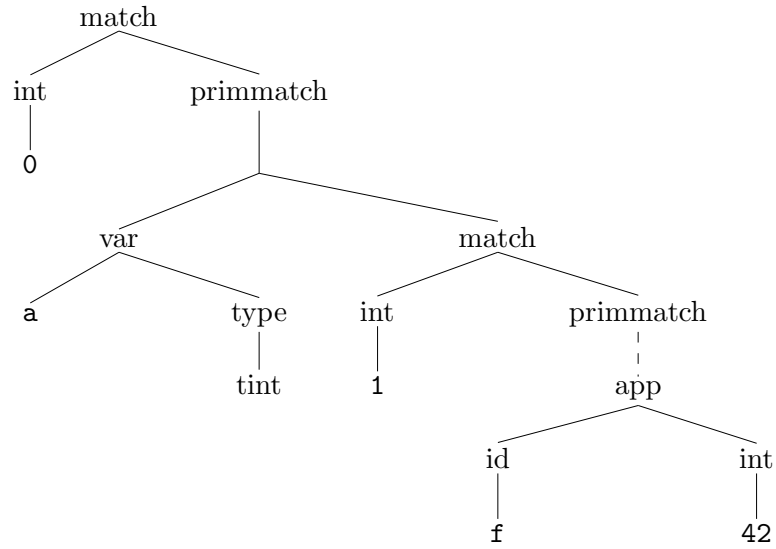 match
int primmatch
0
var match
a type int primmatch
tint 1 app
id int
f 42